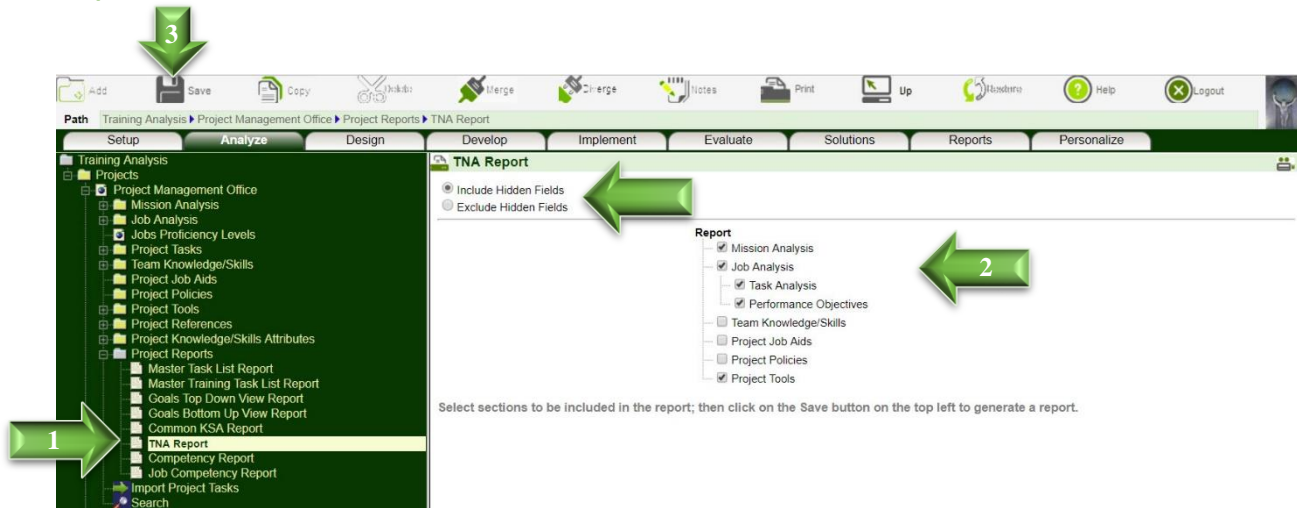 3
Add Save Copy Delete Merge Diverge Notes Print Up Restore Help Logout
Path Training Analysis Project Management Office Project Reports TNA Report
Setup Analyze Design Develop Implement Evaluate Solutions Reports Personalize
Training Analysis
Projects
Project Management Office
Mission Analysis
Job Analysis
Jobs Proficiency Levels
Project Tasks
Team Knowledge/Skills
Project Job Aids
Project Policies
Project Tools
Project References
Project Knowledge/Skills Attributes
Project Reports
Master Task List Report
Master Training Task List Report
Goals Top Down View Report
Goals Bottom Up View Report
Common KSA Report
1
TNA Report
Competency Report
Job Competency Report
Import Project Tasks
Search
TNA Report
Include Hidden Fields
Exclude Hidden Fields
Report
Mission Analysis
Job Analysis
2
Task Analysis
Performance Objectives
Team Knowledge/Skills
Project Job Aids
Project Policies
Project Tools
Select sections to be included in the report; then click on the Save button on the top left to generate a report.